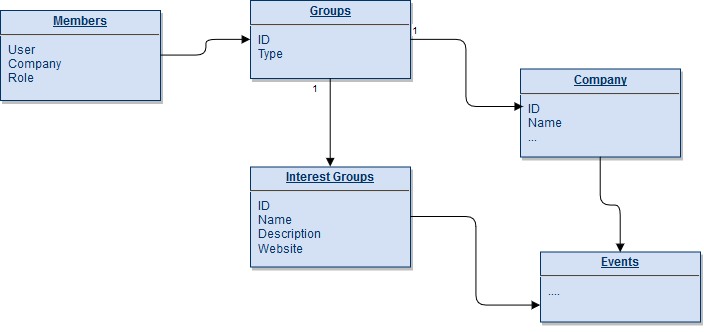 Members
User
Company
Role
Groups
ID
Type
1
1
Company
ID
Name
...
Interest Groups
ID
Name
Description
Website
Events
....